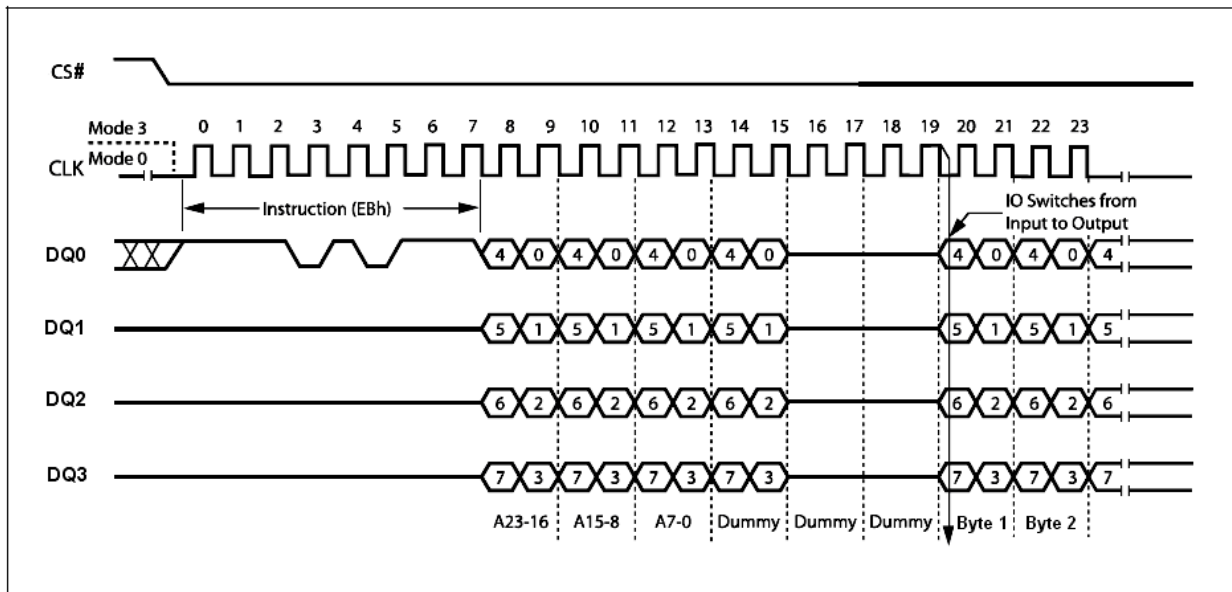 CS#
Mode 3
0 1 2 3 4 5 6 7 8 9 10 11 12 13 14 15 16 17 18 19 20 21 22 23
CLK
Mode 0
Instruction (EBh)
IO Switches from
Input to Output
DQ0
4 0 4 0 4 0 4 0 4 0 4 0 4
DQ1
5 1 5 1 5 1 5 1 5 1 5 1 5
DQ2
6 2 6 2 6 2 6 2 6 2 6 2 6
DQ3
7 3 7 3 7 3 7 3 7 3 7 3 7
A23-16 A15-8 A7-0 Dummy Dummy Dummy Byte 1 Byte 2